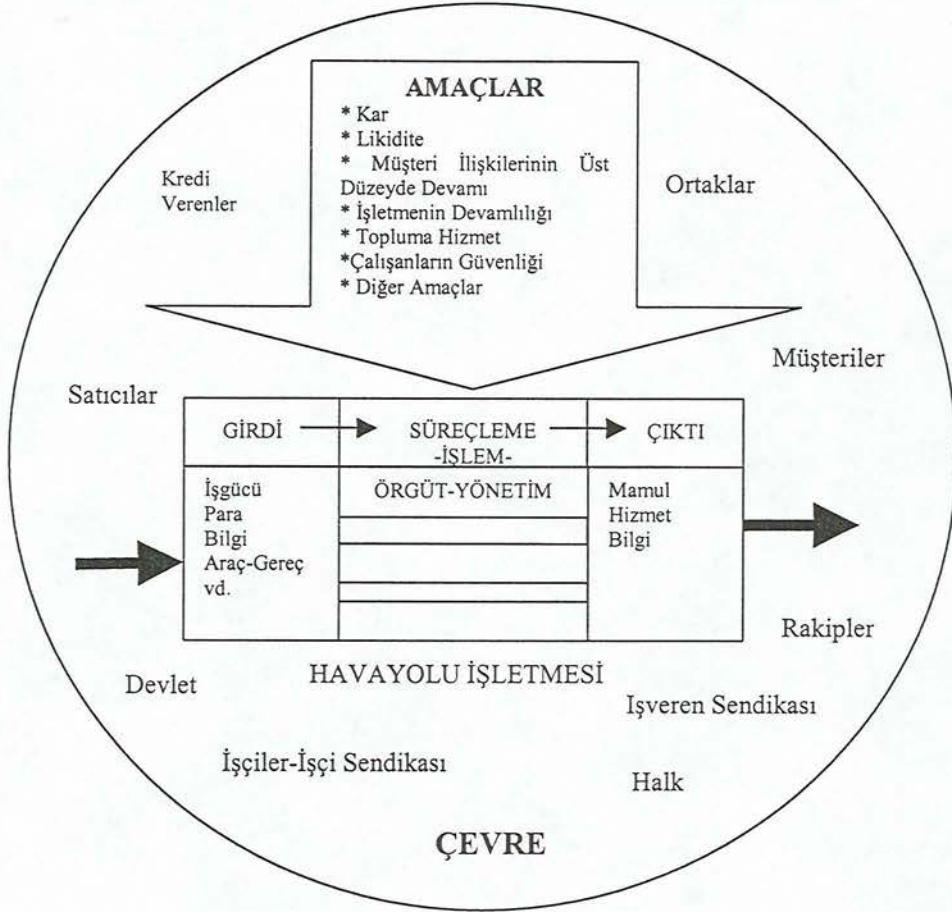 AMAÇLAR
* Kar
* Likidite
* Müşteri İlişkilerinin Üst
Düzeyde Devamı
* İşletmenin Devamlılığı
* Topluma Hizmet
*Çalışanların Güvenliği
* Diğer Amaçlar
Kredi
Verenler
Ortaklar
Müşteriler
Satıcılar
GİRDİ
SÜREÇLEME
-İŞLEM-
ÇIKTI
İşgücü
Para
Bilgi
Araç-Gereç
vd.
ÖRGÜT-YÖNETİM
Mamul
Hizmet
Bilgi
Rakipler
Devlet
HAVAYOLU İŞLETMESİ
Işveren Sendikası
İşçiler-İşçi Sendikası
Halk
ÇEVRE